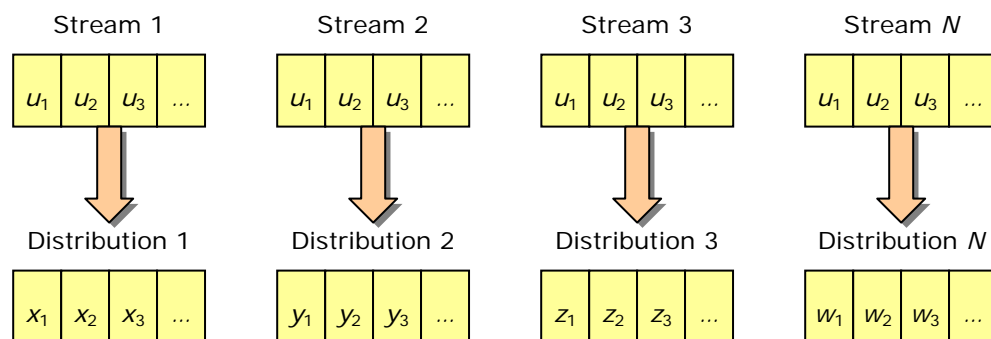 Stream 1 Stream 2 Stream 3 Stream N
u₁ u₂ u₃ ... u₁ u₂ u₃ ... u₁ u₂ u₃ ... u₁ u₂ u₃ ...
Distribution 1 Distribution 2 Distribution 3 Distribution N
x₁ x₂ x₃ ... y₁ y₂ y₃ ... z₁ z₂ z₃ ... w₁ w₂ w₃ ...